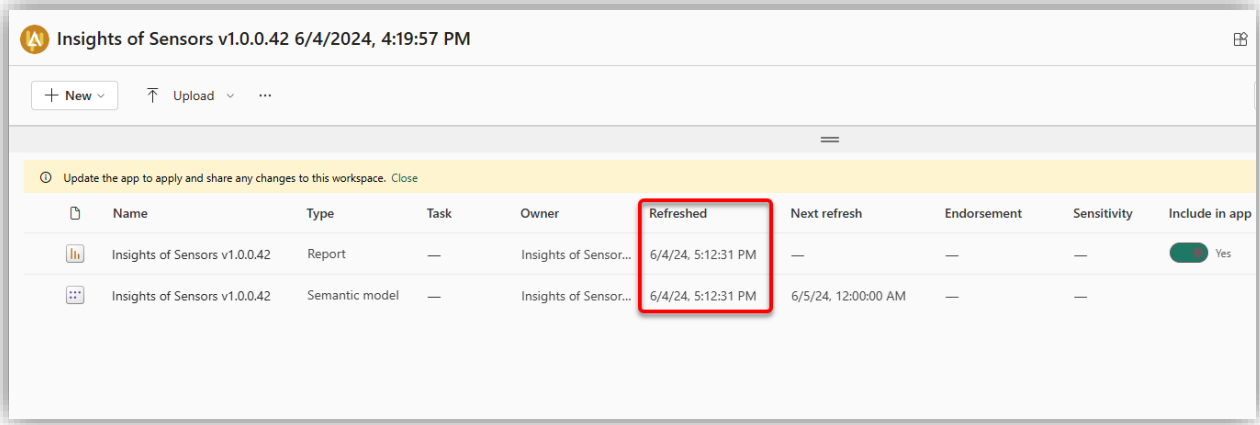 Insights of Sensors v1.0.0.42 6/4/2024, 4:19:57 PM
New Upload ...
Update the app to apply and share any changes to this workspace. Close
Name Type Task Owner Refreshed Next refresh Endorsement Sensitivity Include in app
Insights of Sensors v1.0.0.42 Report — Insights of Sensor... 6/4/24, 5:12:31 PM — — — Yes
Insights of Sensors v1.0.0.42 Semantic model — Insights of Sensor... 6/4/24, 5:12:31 PM 6/5/24, 12:00:00 AM — —